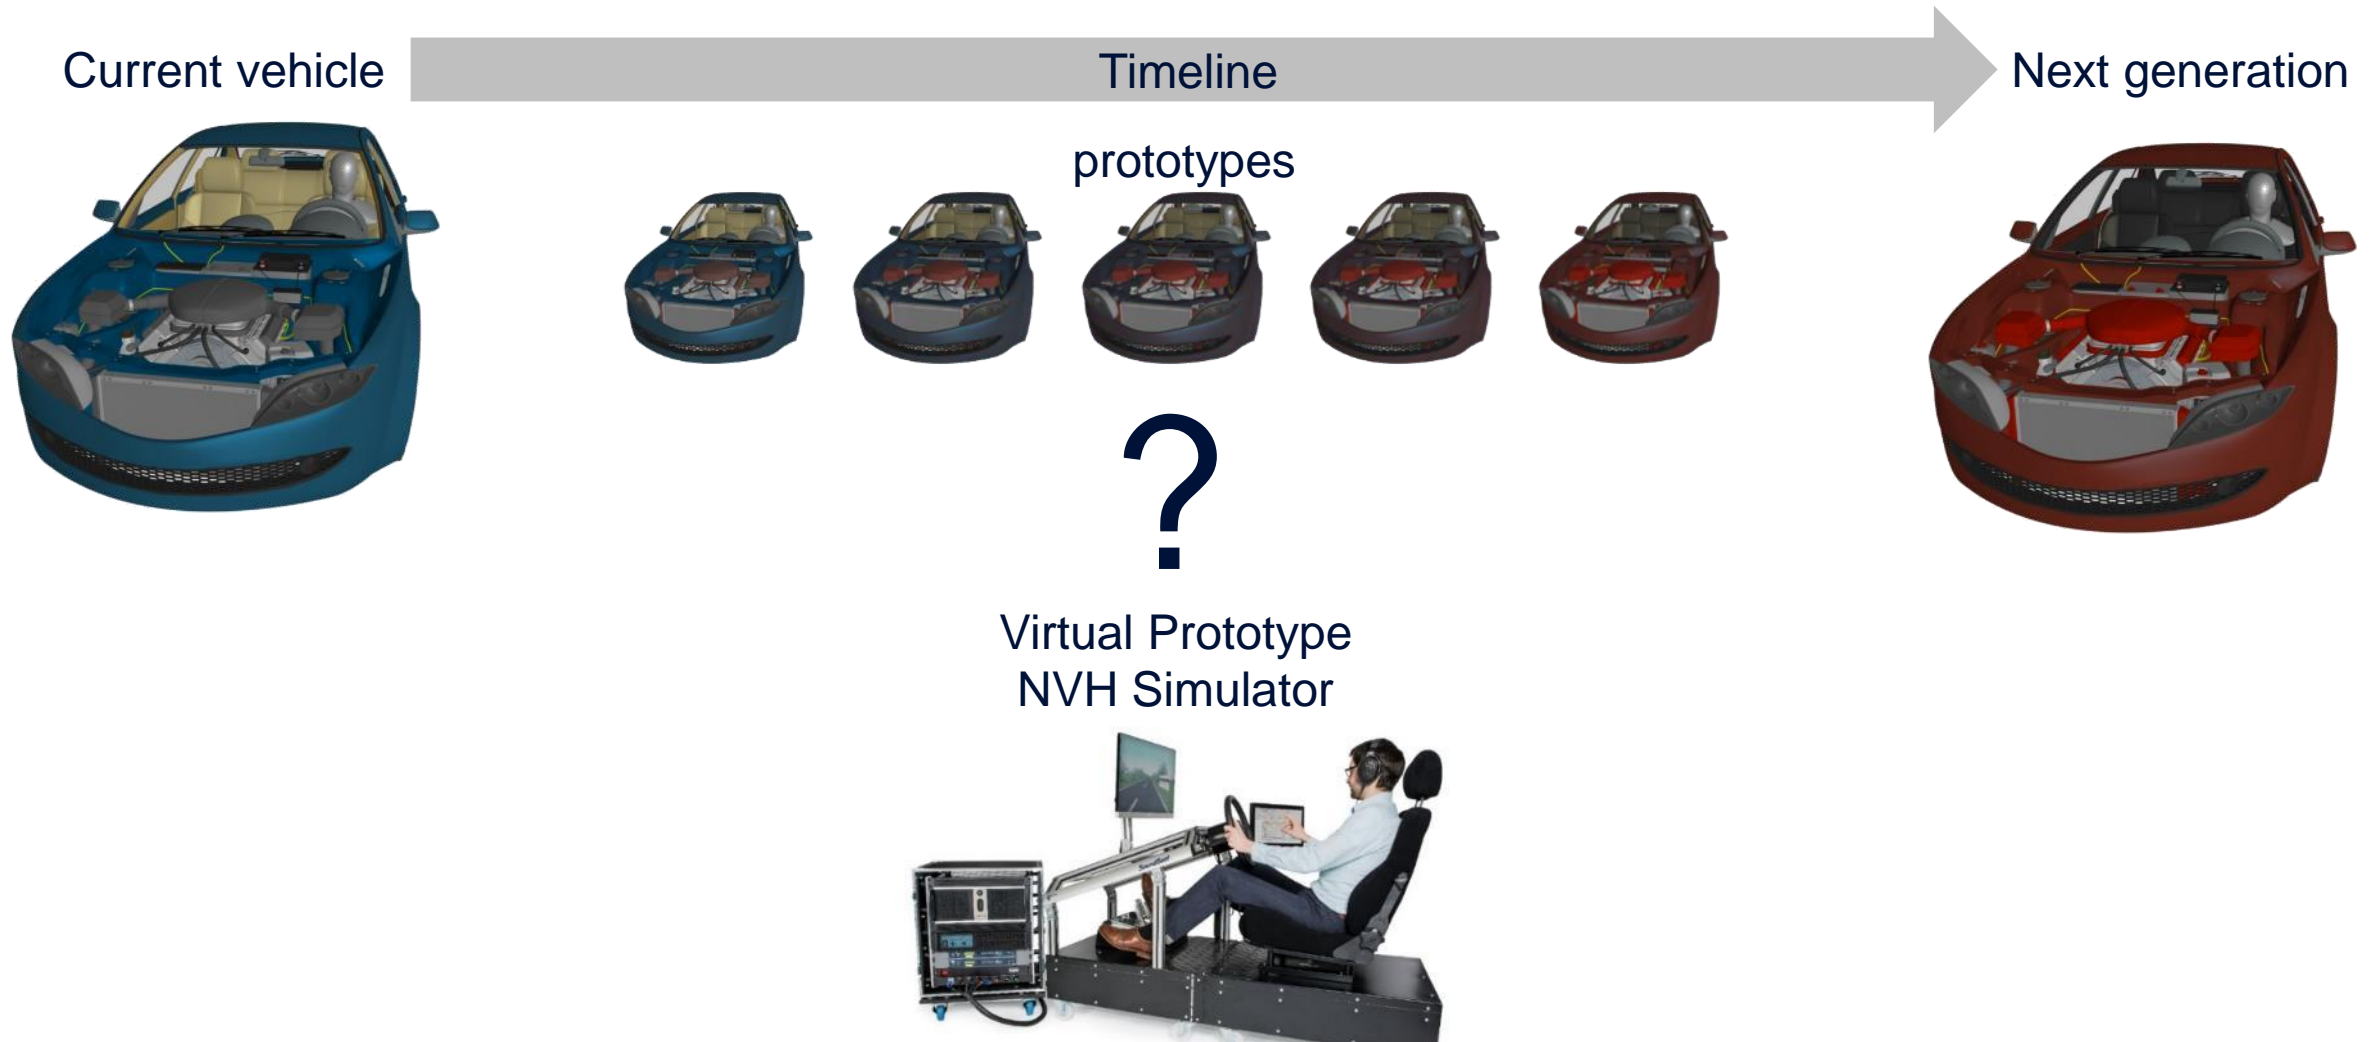 Current vehicle
Timeline
Next generation
prototypes
?
Virtual Prototype
NVH Simulator